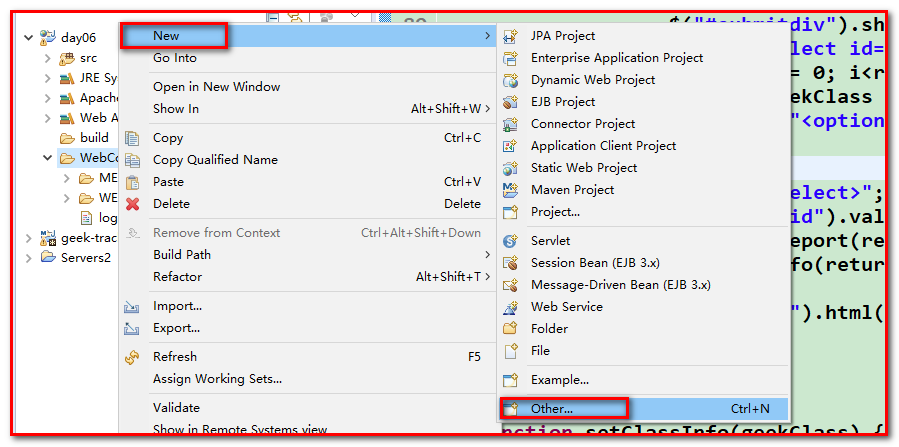 day06
src
JRE Sy
Apache
Web A
build
WebCo
ME
WE
log
geek-trac
Servers2
New
Go Into
Open in New Window
Show In Alt+Shift+W
Copy Ctrl+C
Copy Qualified Name
Paste Ctrl+V
Delete Delete
Remove from Context Ctrl+Alt+Shift+Down
Build Path
Refactor Alt+Shift+T
Import...
Export...
Refresh F5
Assign Working Sets...
Validate
Show in Remote Systems view
JPA Project
Enterprise Application Project
Dynamic Web Project
EJB Project
Connector Project
Application Client Project
Static Web Project
Maven Project
Project...
Servlet
Session Bean (EJB 3.x)
Message-Driven Bean (EJB 3.x)
Web Service
Folder
File
Example...
Other... Ctrl+N
").sh
lect id=
= 0; i<r
ekClass
"<option
elect>";
id").val
eport(re
fo(retur
").html(
nction setClassInfo(geekClass) {